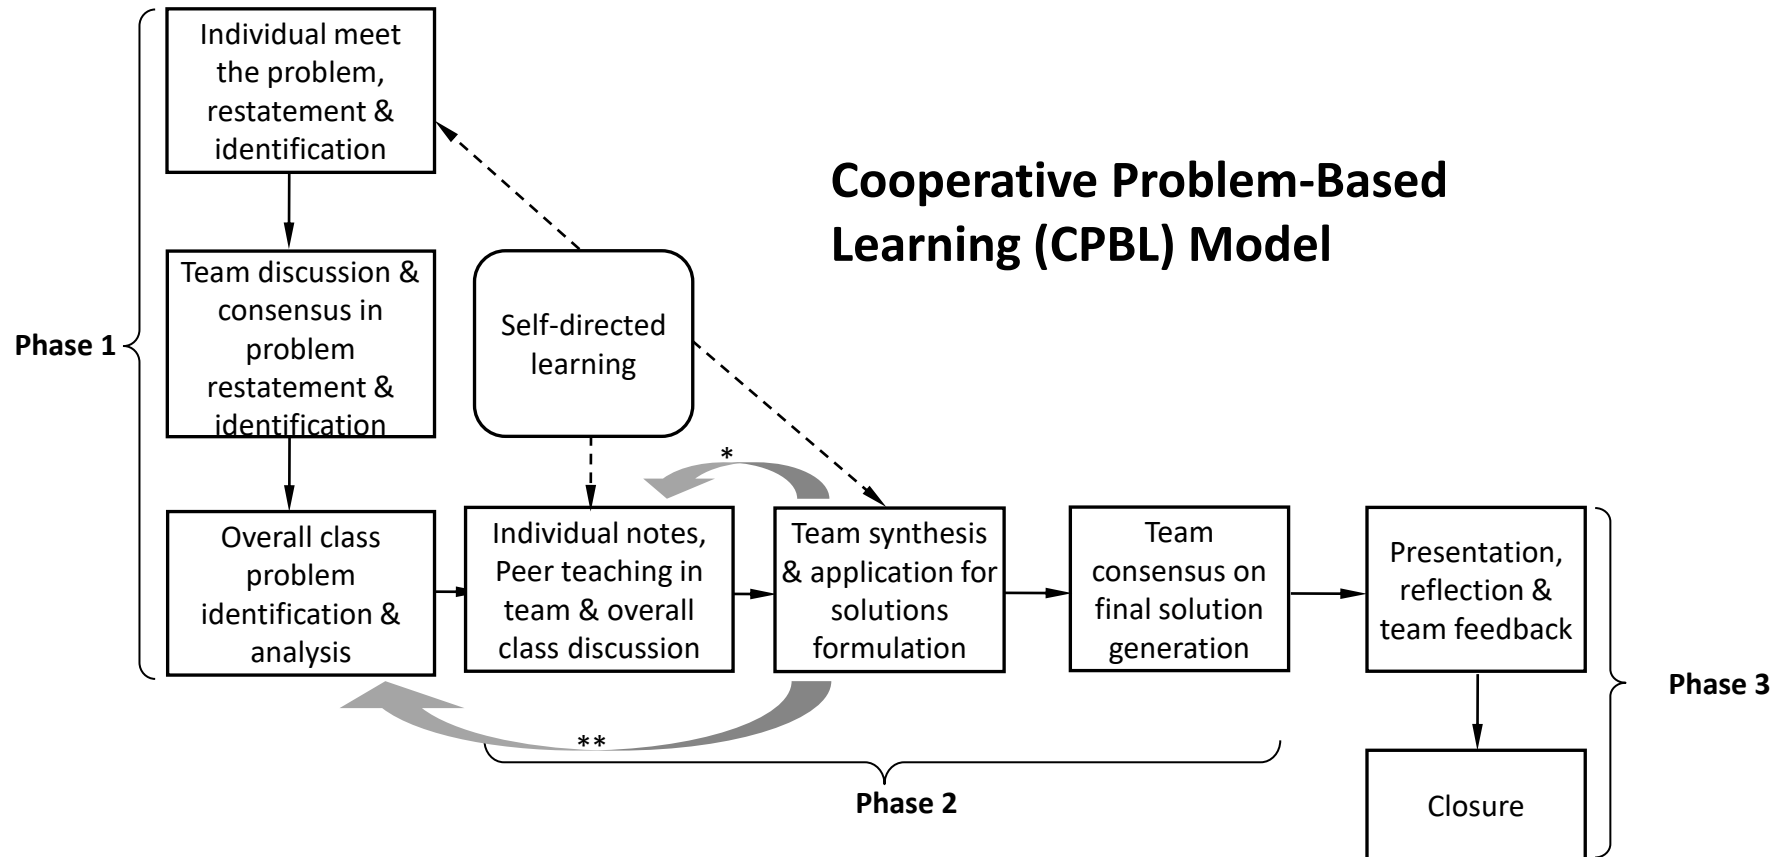 Individual meet
the problem,
restatement &
identification
Cooperative Problem-Based
Learning (CPBL) Model
Team discussion &
consensus in
problem
restatement &
identification
Self-directed
learning
Phase 1
*
Overall class
problem
identification &
analysis
Individual notes,
Peer teaching in
team & overall
class discussion
Team synthesis
& application for
solutions
formulation
Team
consensus on
final solution
generation
Presentation,
reflection &
team feedback
Phase 3
**
Phase 2
Closure